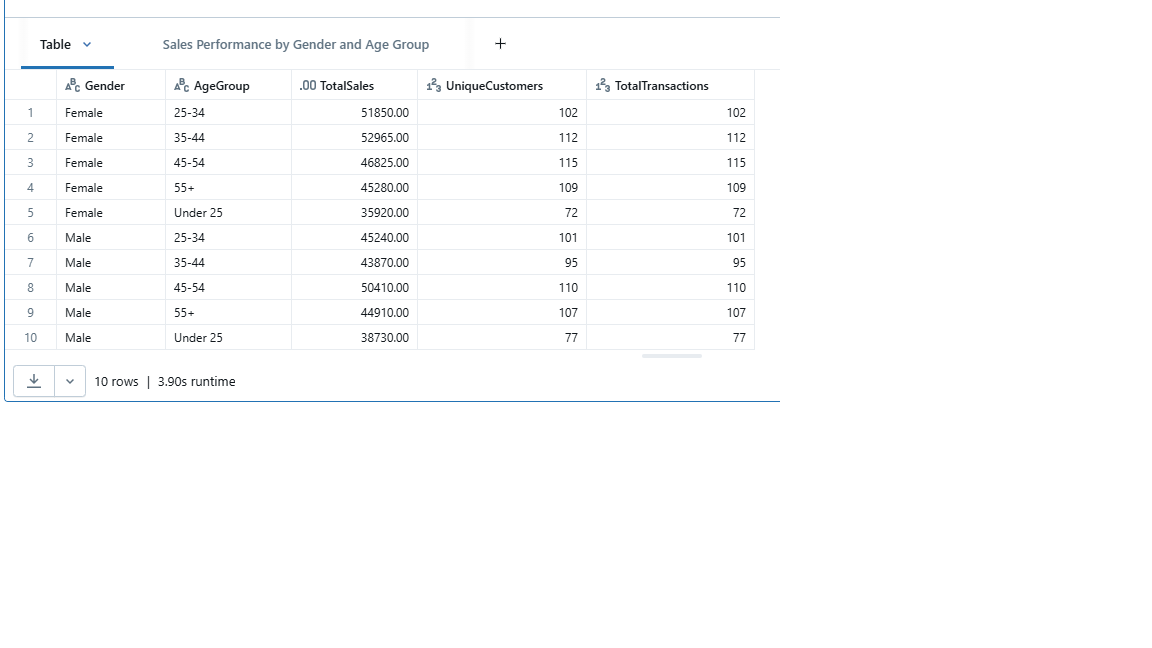 Table Sales Performance by Gender and Age Group +
ABC Gender ABC AgeGroup .00 TotalSales 123 UniqueCustomers 123 TotalTransactions
1 Female 25-34 51850.00 102 102
2 Female 35-44 52965.00 112 112
3 Female 45-54 46825.00 115 115
4 Female 55+ 45280.00 109 109
5 Female Under 25 35920.00 72 72
6 Male 25-34 45240.00 101 101
7 Male 35-44 43870.00 95 95
8 Male 45-54 50410.00 110 110
9 Male 55+ 44910.00 107 107
10 Male Under 25 38730.00 77 77
10 rows | 3.90s runtime